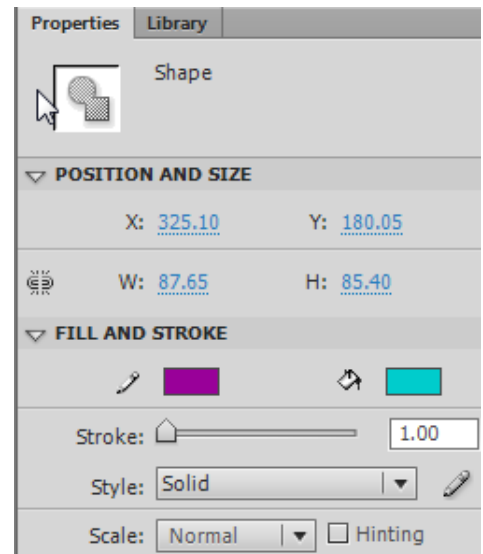 Properties Library
Shape
POSITION AND SIZE
X: 325.10 Y: 180.05
W: 87.65 H: 85.40
FILL AND STROKE
Stroke: 1.00
Style: Solid
Scale: Normal Hinting